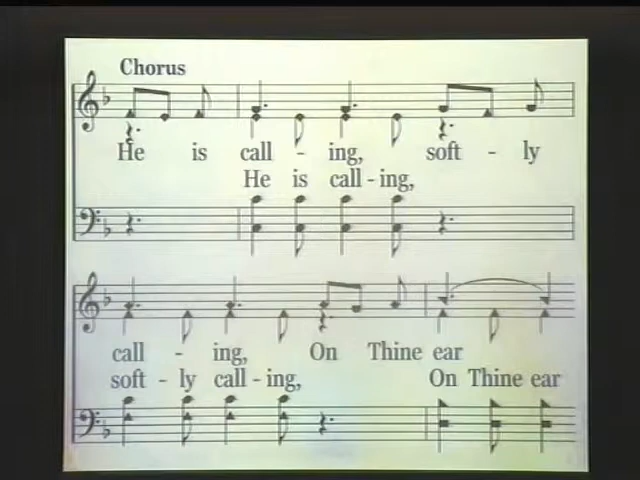 Chorus
He is call - ing, soft - ly
He is call - ing,
call - ing, On Thine ear
soft - ly call - ing, On Thine ear